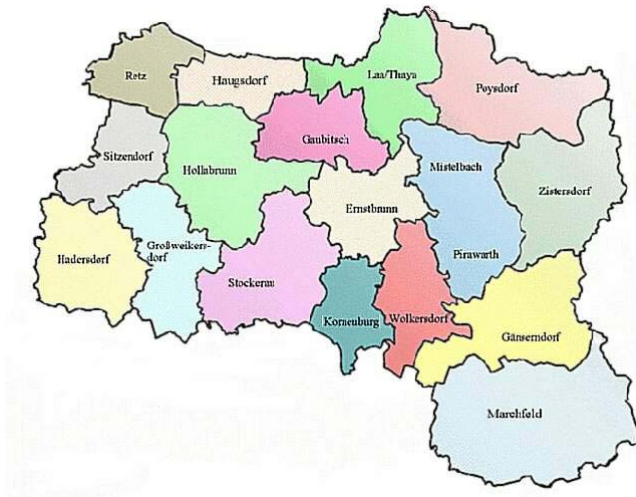 Retz
Haugsdorf
Laa/Thaya
Poysdorf
Gaubitsch
Sitzendorf
Hollabrunn
Mistelbach
Zistersdorf
Ernstbrunn
Hadersdorf
Großweikers-
dorf
Pirawarth
Stockerau
Korneuburg
Wolkersdorf
Gänserndorf
Marchfeld